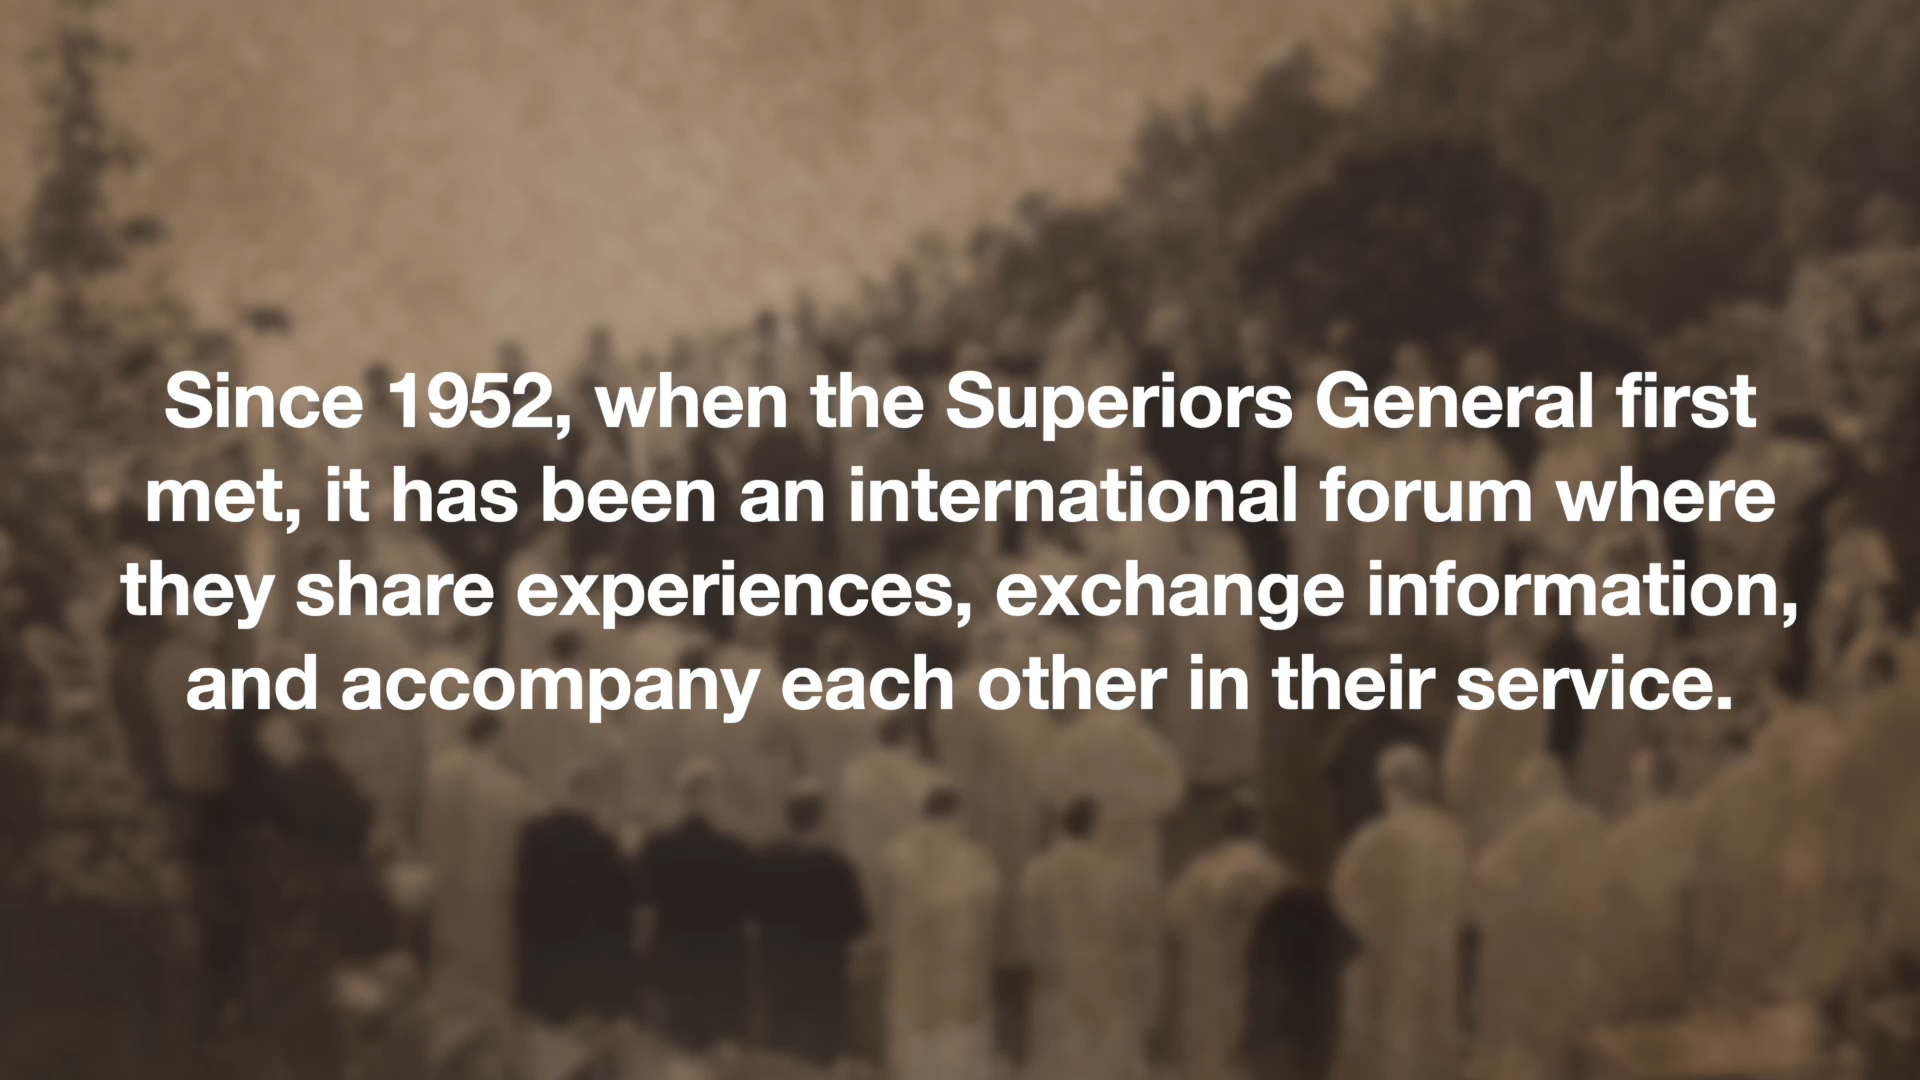 Since 1952, when the Superiors General first
met, it has been an international forum where
they share experiences, exchange information,
and accompany each other in their service.